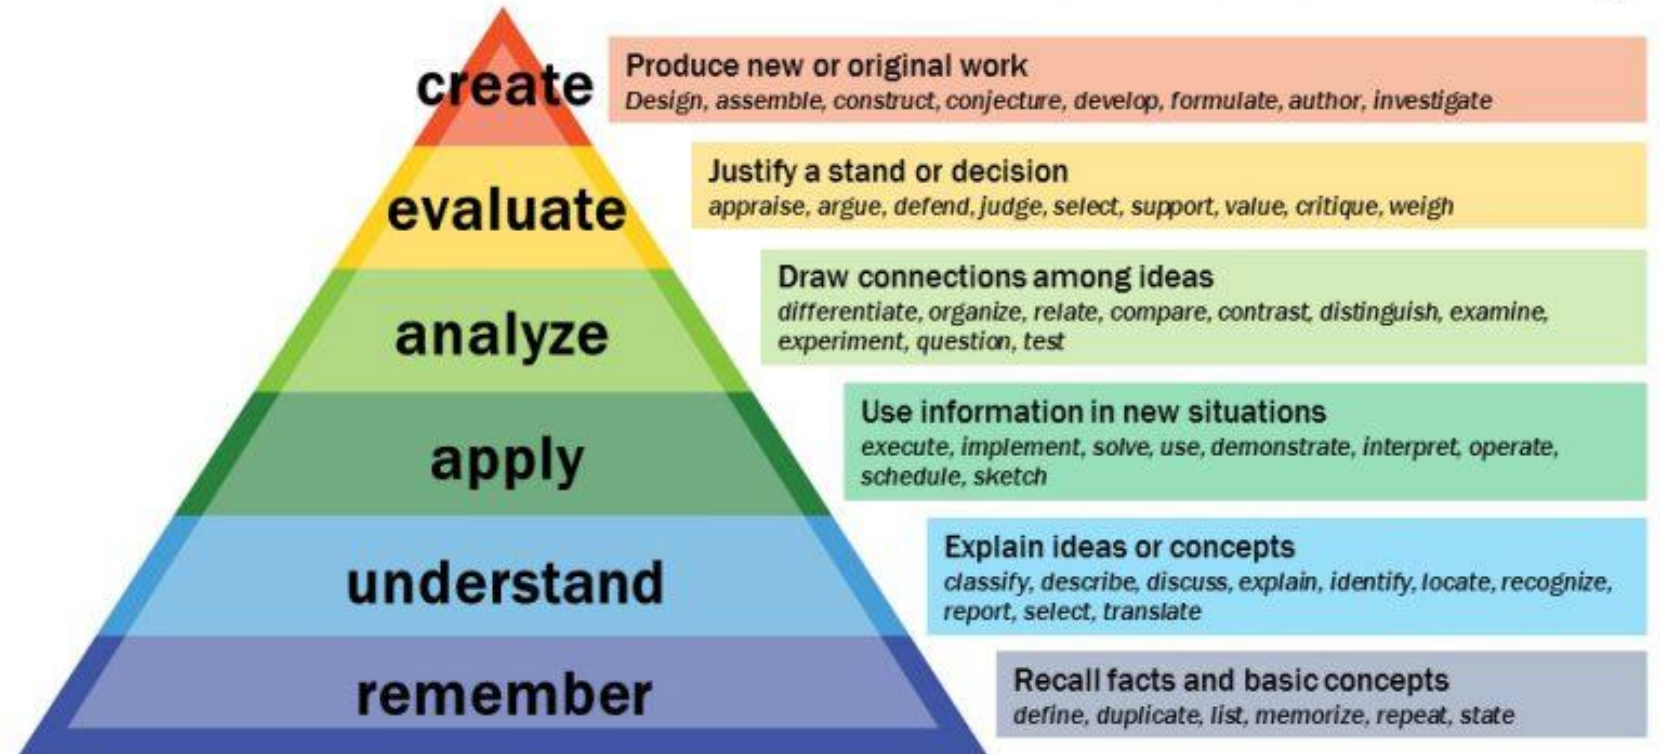 create
Produce new or original work
Design, assemble, construct, conjecture, develop, formulate, author, investigate
evaluate
Justify a stand or decision
appraise, argue, defend, judge, select, support, value, critique, weigh
analyze
Draw connections among ideas
differentiate, organize, relate, compare, contrast, distinguish, examine,
experiment, question, test
apply
Use information in new situations
execute, implement, solve, use, demonstrate, interpret, operate,
schedule, sketch
understand
Explain ideas or concepts
classify, describe, discuss, explain, identify, locate, recognize,
report, select, translate
remember
Recall facts and basic concepts
define, duplicate, list, memorize, repeat, state